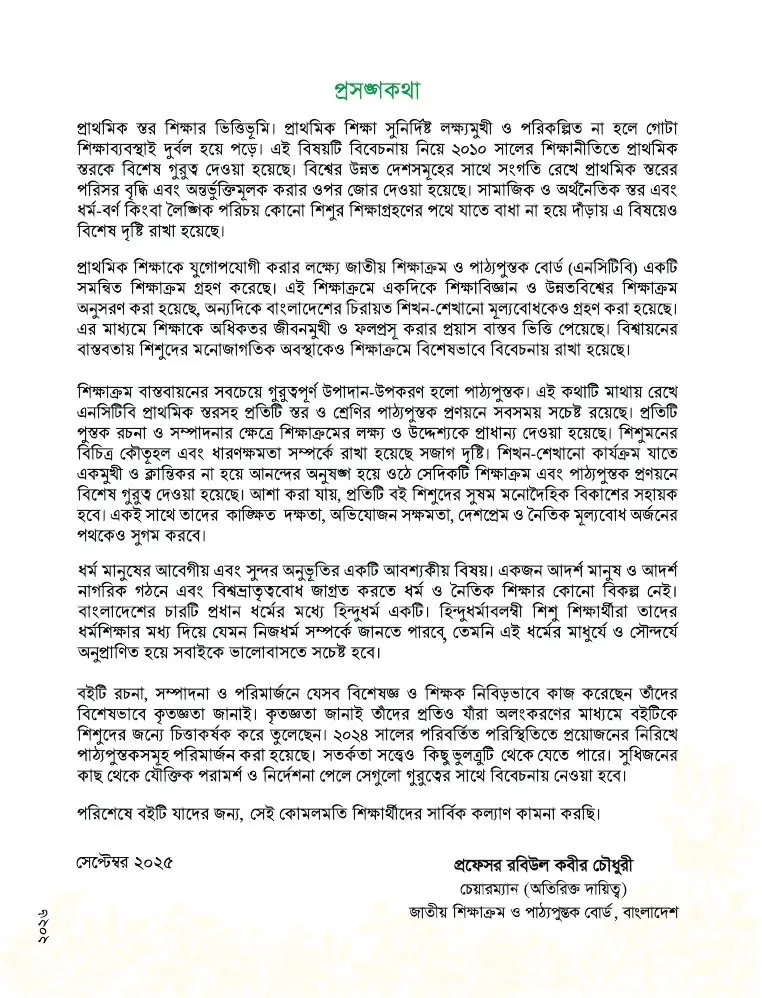 প্রসঙ্গকথা
প্রাথমিক স্তর শিক্ষার ভিত্তিভূমি। প্রাথমিক শিক্ষা সুনির্দিষ্ট লক্ষ্যমুখী ও পরিকল্পিত না হলে গোটা
শিক্ষাব্যবস্থাই দুর্বল হয়ে পড়ে। এই বিষয়টি বিবেচনায় নিয়ে ২০১০ সালের শিক্ষানীতিতে প্রাথমিক
স্তরকে বিশেষ গুরুত্ব দেওয়া হয়েছে। বিশ্বের উন্নত দেশসমূহের সাথে সংগতি রেখে প্রাথমিক স্তরের
পরিসর বৃদ্ধি এবং অন্তর্ভুক্তিমূলক করার ওপর জোর দেওয়া হয়েছে। সামাজিক ও অর্থনৈতিক স্তর এবং
ধর্ম-বর্ণ কিংবা লৈঙ্গিক পরিচয় কোনো শিশুর শিক্ষাগ্রহণের পথে যাতে বাধা না হয়ে দাঁড়ায় এ বিষয়েও
বিশেষ দৃষ্টি রাখা হয়েছে।
প্রাথমিক শিক্ষাকে যুগোপযোগী করার লক্ষ্যে জাতীয় শিক্ষাক্রম ও পাঠ্যপুস্তক বোর্ড (এনসিটিবি) একটি
সমন্বিত শিক্ষাক্রম গ্রহণ করেছে। এই শিক্ষাক্রমে একদিকে শিক্ষাবিজ্ঞান ও উন্নতবিশ্বের শিক্ষাক্রম
অনুসরণ করা হয়েছে, অন্যদিকে বাংলাদেশের চিরায়ত শিখন-শেখানো মূল্যবোধকেও গ্রহণ করা হয়েছে।
এর মাধ্যমে শিক্ষাকে অধিকতর জীবনমুখী ও ফলপ্রসূ করার প্রয়াস বাস্তব ভিত্তি পেয়েছে। বিশ্বায়নের
বাস্তবতায় শিশুদের মনোজাগতিক অবস্থাকেও শিক্ষাক্রমে বিশেষভাবে বিবেচনায় রাখা হয়েছে।
শিক্ষাক্রম বাস্তবায়নের সবচেয়ে গুরুত্বপূর্ণ উপাদান-উপকরণ হলো পাঠ্যপুস্তক। এই কথাটি মাথায় রেখে
এনসিটিবি প্রাথমিক স্তরসহ প্রতিটি স্তর ও শ্রেণির পাঠ্যপুস্তক প্রণয়নে সবসময় সচেষ্ট রয়েছে। প্রতিটি
পুস্তক রচনা ও সম্পাদনার ক্ষেত্রে শিক্ষাক্রমের লক্ষ্য ও উদ্দেশ্যকে প্রাধান্য দেওয়া হয়েছে। শিশুমনের
বিচিত্র কৌতূহল এবং ধারণক্ষমতা সম্পর্কে রাখা হয়েছে সজাগ দৃষ্টি। শিখন-শেখানো কার্যক্রম যাতে
একমুখী ও ক্লান্তিকর না হয়ে আনন্দের অনুষঙ্গ হয়ে ওঠে সেদিকটি শিক্ষাক্রম এবং পাঠ্যপুস্তক প্রণয়নে
বিশেষ গুরুত্ব দেওয়া হয়েছে। আশা করা যায়, প্রতিটি বই শিশুদের সুষম মনোদৈহিক বিকাশের সহায়ক
হবে। একই সাথে তাদের কাঙ্ক্ষিত দক্ষতা, অভিযোজন সক্ষমতা, দেশপ্রেম ও নৈতিক মূল্যবোধ অর্জনের
পথকেও সুগম করবে।
ধর্ম মানুষের আবেগীয় এবং সুন্দর অনুভূতির একটি আবশ্যকীয় বিষয়। একজন আদর্শ মানুষ ও আদর্শ
নাগরিক গঠনে এবং বিশ্বভ্রাতৃত্ববোধ জাগ্রত করতে ধর্ম ও নৈতিক শিক্ষার কোনো বিকল্প নেই।
বাংলাদেশের চারটি প্রধান ধর্মের মধ্যে হিন্দুধর্ম একটি। হিন্দুধর্মাবলম্বী শিশু শিক্ষার্থীরা তাদের
ধর্মশিক্ষার মধ্য দিয়ে যেমন নিজধর্ম সম্পর্কে জানতে পারবে, তেমনি এই ধর্মের মাধুর্যে ও সৌন্দর্যে
অনুপ্রাণিত হয়ে সবাইকে ভালোবাসতে সচেষ্ট হবে।
বইটি রচনা, সম্পাদনা ও পরিমার্জনে যেসব বিশেষজ্ঞ ও শিক্ষক নিবিড়ভাবে কাজ করেছেন তাঁদের
বিশেষভাবে কৃতজ্ঞতা জানাই। কৃতজ্ঞতা জানাই তাঁদের প্রতিও যাঁরা অলংকরণের মাধ্যমে বইটিকে
শিশুদের জন্যে চিত্তাকর্ষক করে তুলেছেন। ২০২৪ সালের পরিবর্তিত পরিস্থিতিতে প্রয়োজনের নিরিখে
পাঠ্যপুস্তকসমূহ পরিমার্জন করা হয়েছে। সতর্কতা সত্ত্বেও কিছু ভুলত্রুটি থেকে যেতে পারে। সুধিজনের
কাছ থেকে যৌক্তিক পরামর্শ ও নির্দেশনা পেলে সেগুলো গুরুত্বের সাথে বিবেচনায় নেওয়া হবে।
পরিশেষে বইটি যাদের জন্য, সেই কোমলমতি শিক্ষার্থীদের সার্বিক কল্যাণ কামনা করছি।
সেপ্টেম্বর ২০২৫
প্রফেসর রবিউল কবীর চৌধুরী
চেয়ারম্যান (অতিরিক্ত দায়িত্ব)
জাতীয় শিক্ষাক্রম ও পাঠ্যপুস্তক বোর্ড, বাংলাদেশ
২০২৬